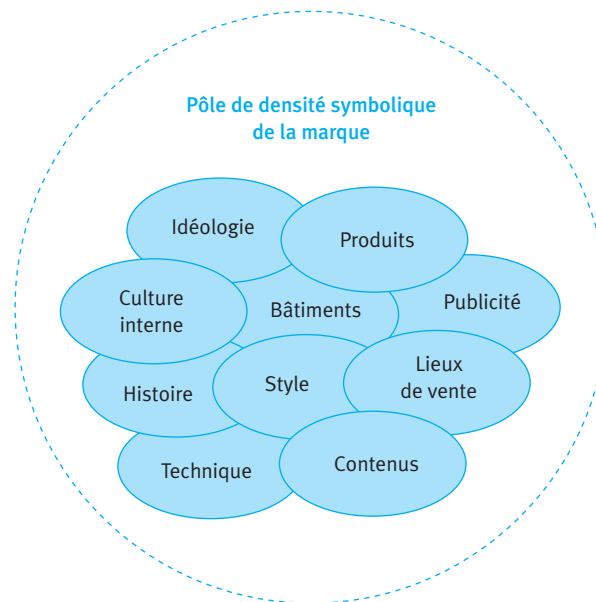 Pôle de densité symbolique
de la marque
Idéologie
Produits
Culture
interne
Bâtiments
Publicité
Histoire
Style
Lieux
de vente
Technique
Contenus